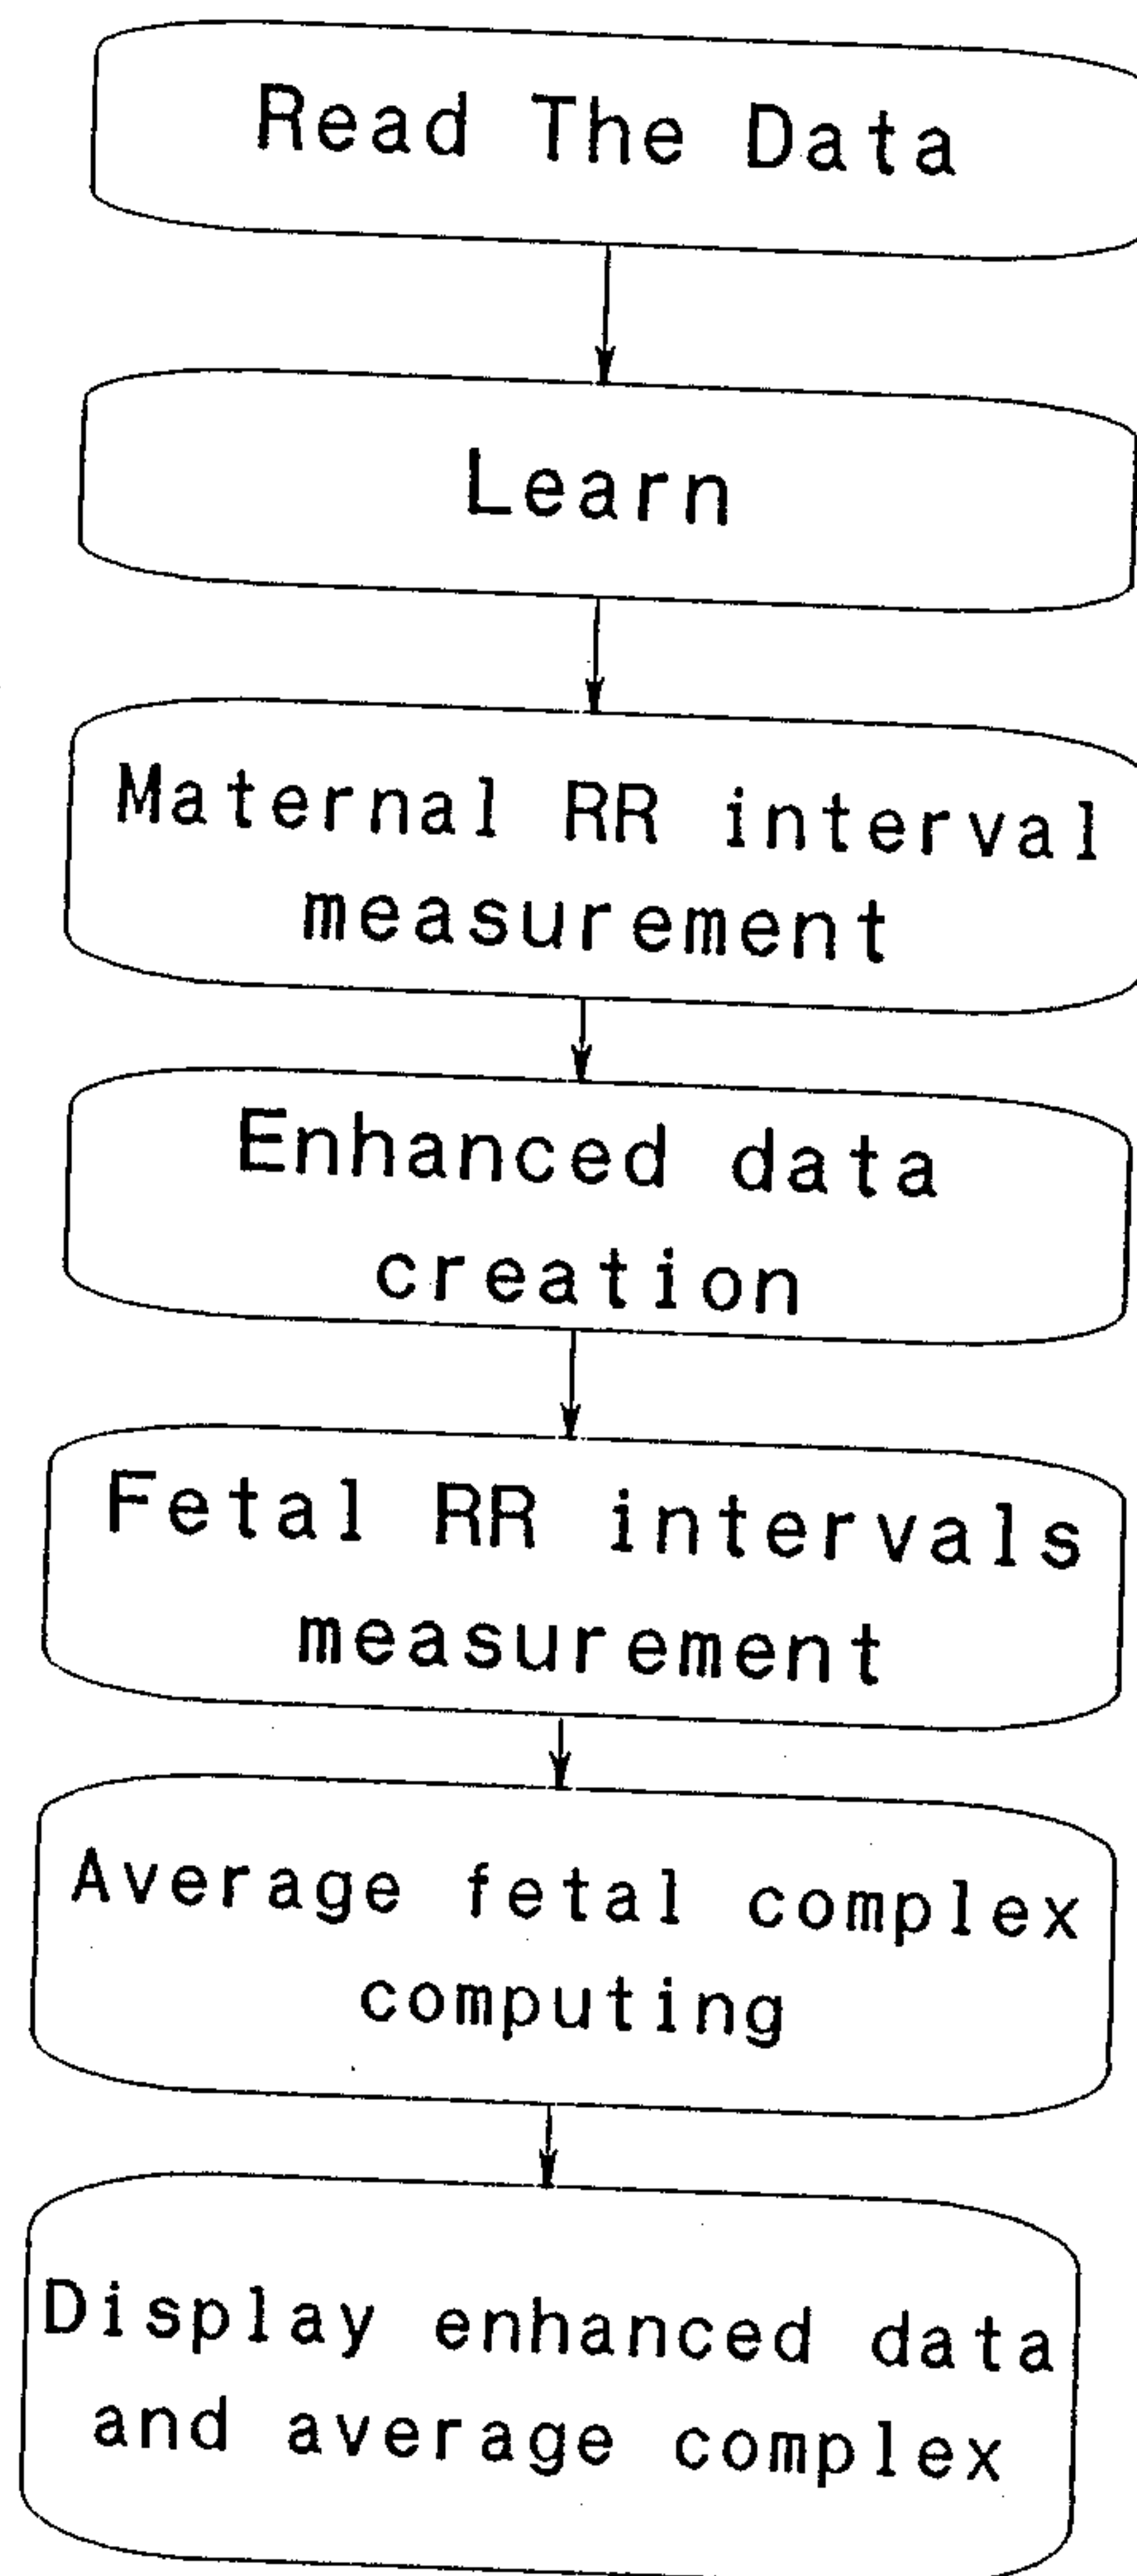 Read The Data
Learn
Maternal RR interval
measurement
Enhanced data
creation
Fetal RR intervals
measurement
Average fetal complex
computing
Display enhanced data
and average complex